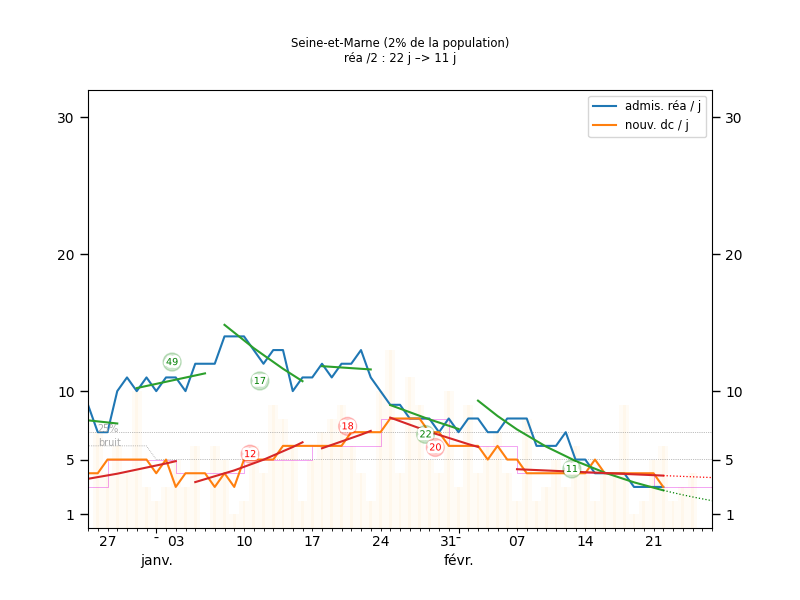 Seine-et-Marne (2% de la population)
réa /2 : 22 j –> 11 j
admis. réa / j
nouv. dc / j
30 30
20 20
10 10
5 5
1 1
49
17
12
18
22
20
11
25%
bruit
27 03 10 17 24 31 07 14 21
janv. févr.